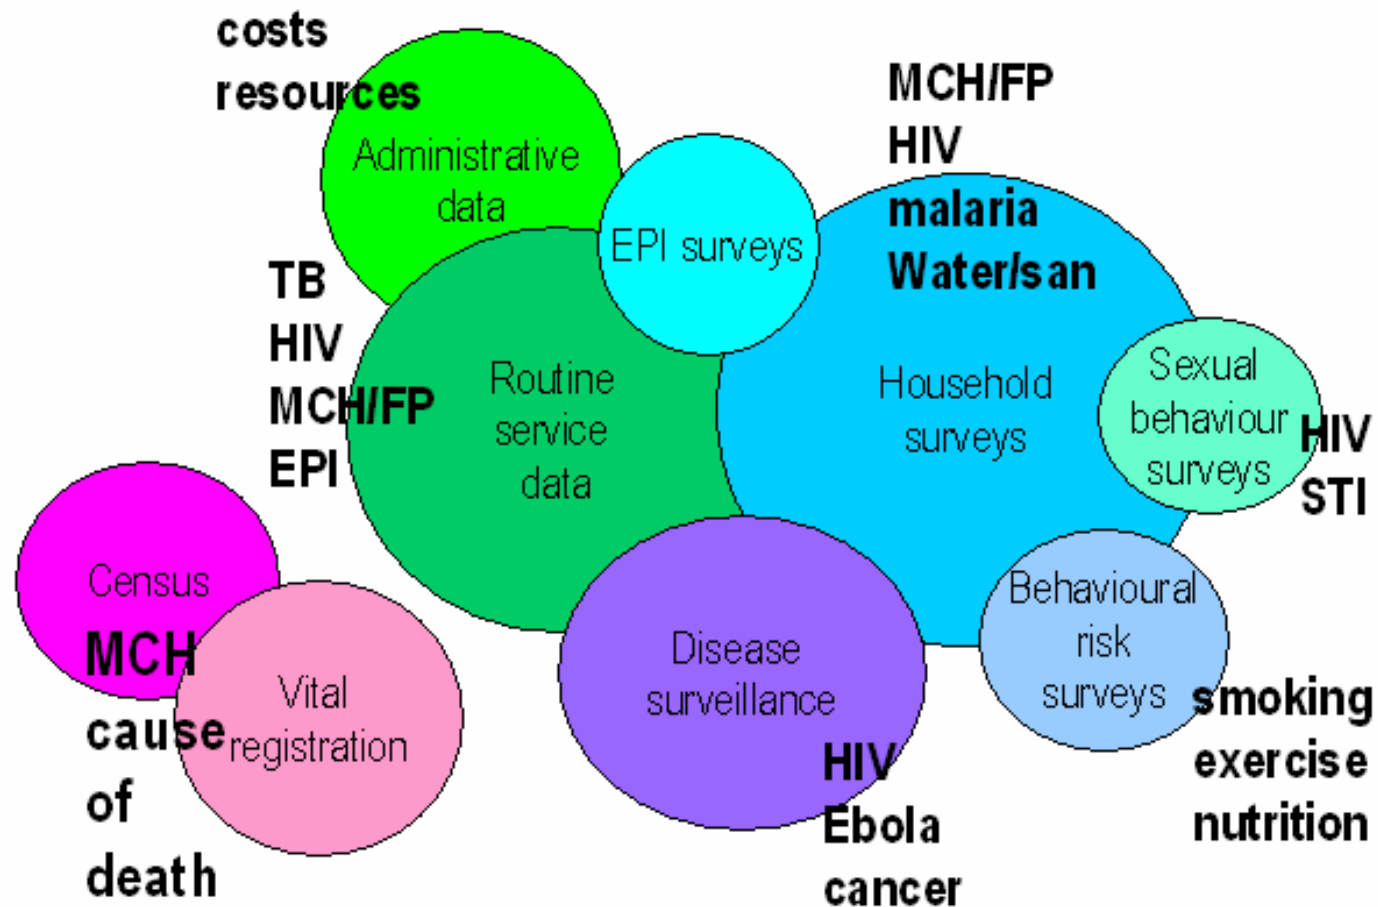 costs
resources
Administrative
data
MCH/FP
HIV
malaria
Water/san
EPI surveys
TB
HIV
MCH/FP
EPI
Routine
service
data
Household
surveys
Sexual
behaviour
surveys
HIV
STI
Census
MCH
cause
of
death
Vital
registration
Disease
surveillance
HIV
Ebola
cancer
Behavioural
risk
surveys
smoking
exercise
nutrition